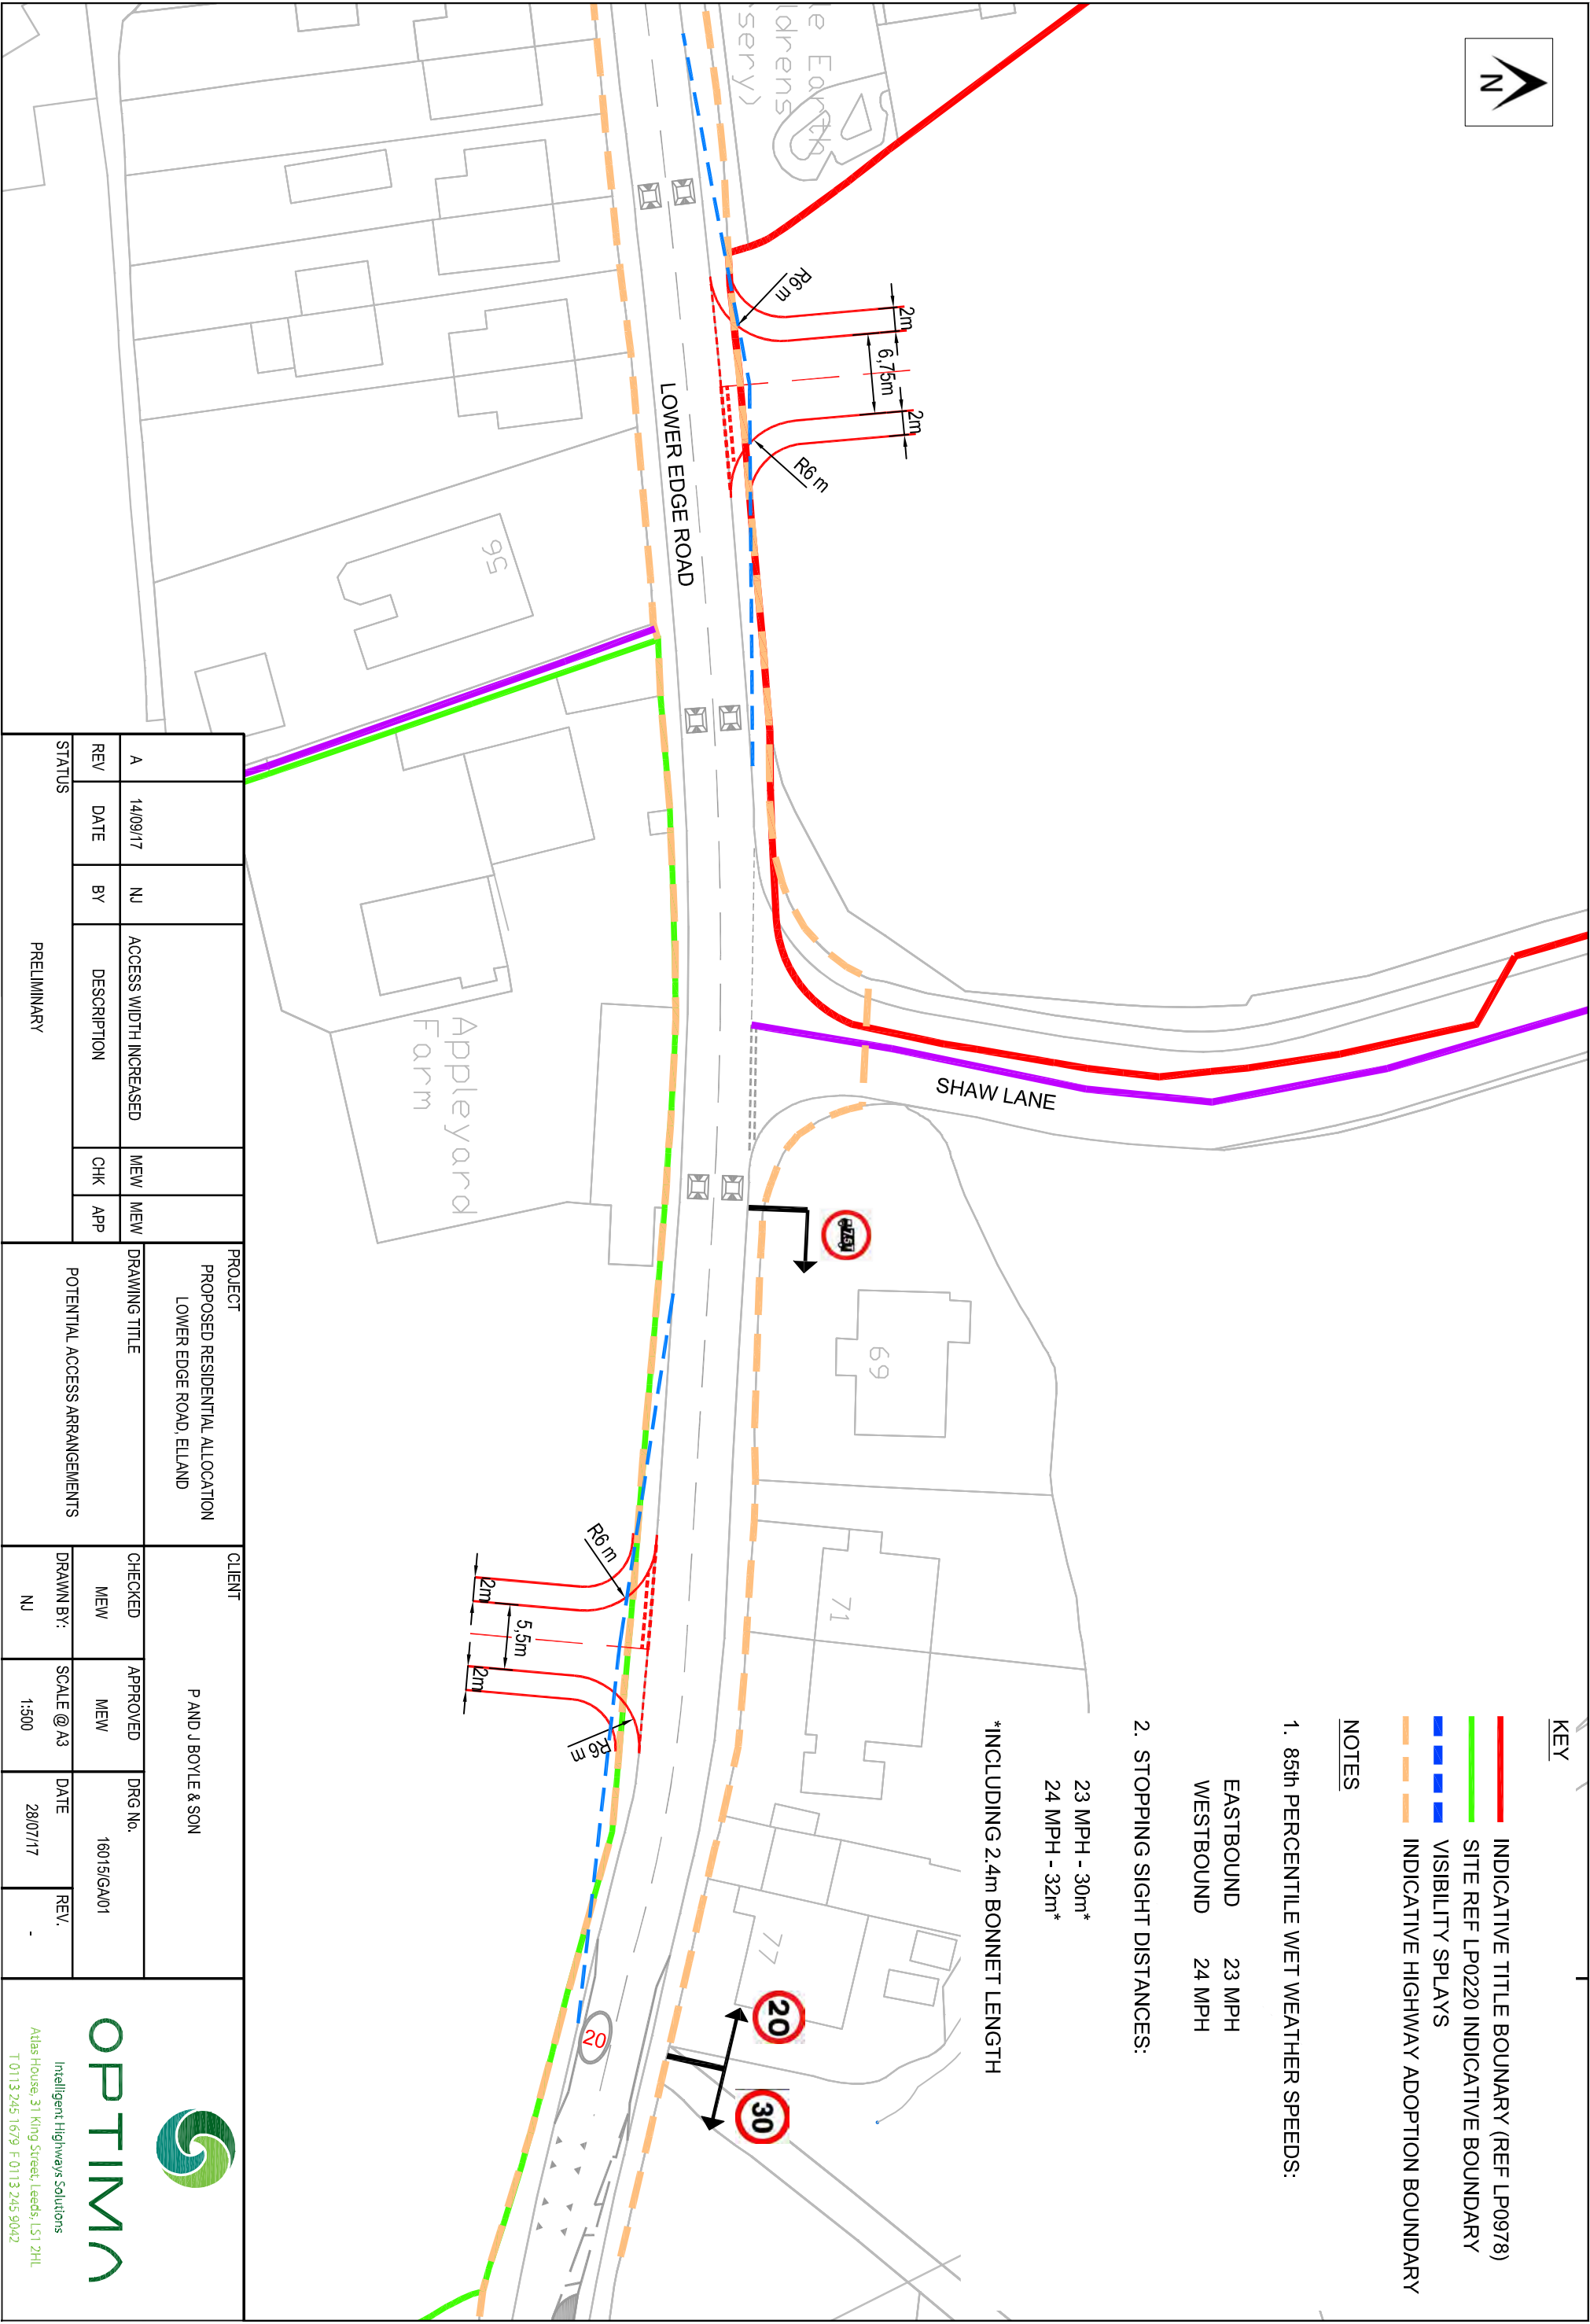 N
KEY
INDICATIVE TITLE BOUNARY (REF LP0978)
SITE REF LP0220 INDICATIVE BOUNDARY
VISIBILITY SPLAYS
INDICATIVE HIGHWAY ADOPTION BOUNDARY
NOTES
1. 85th PERCENTILE WET WEATHER SPEEDS:
EASTBOUND 23 MPH
WESTBOUND 24 MPH
2. STOPPING SIGHT DISTANCES:
23 MPH - 30m*
24 MPH - 32m*
*INCLUDING 2.4m BONNET LENGTH
le Earth
ldrens
sery)
R6 m
2m
6,75m
2m
R6 m
LOWER EDGE ROAD
SHAW LANE
56
Appleyard
Farm
69
71
77
20
30
20
R6 m
2m
5,5m
2m
R6 m
A 14/09/17 NJ ACCESS WIDTH INCREASED MEW MEW
REV DATE BY DESCRIPTION CHK APP
STATUS
PRELIMINARY
PROJECT
PROPOSED RESIDENTIAL ALLOCATION
LOWER EDGE ROAD, ELLAND
DRAWING TITLE
POTENTIAL ACCESS ARRANGEMENTS
CLIENT
P AND J BOYLE & SON
CHECKED APPROVED DRG No.
MEW MEW 16015/GA/01
DRAWN BY: SCALE @ A3 DATE REV.
NJ 1:500 28/07/17 -
OPTIMA
Intelligent Highways Solutions
Atlas House, 31 King Street, Leeds, LS1 2HL
T 0113 245 1679 F 0113 245 9042